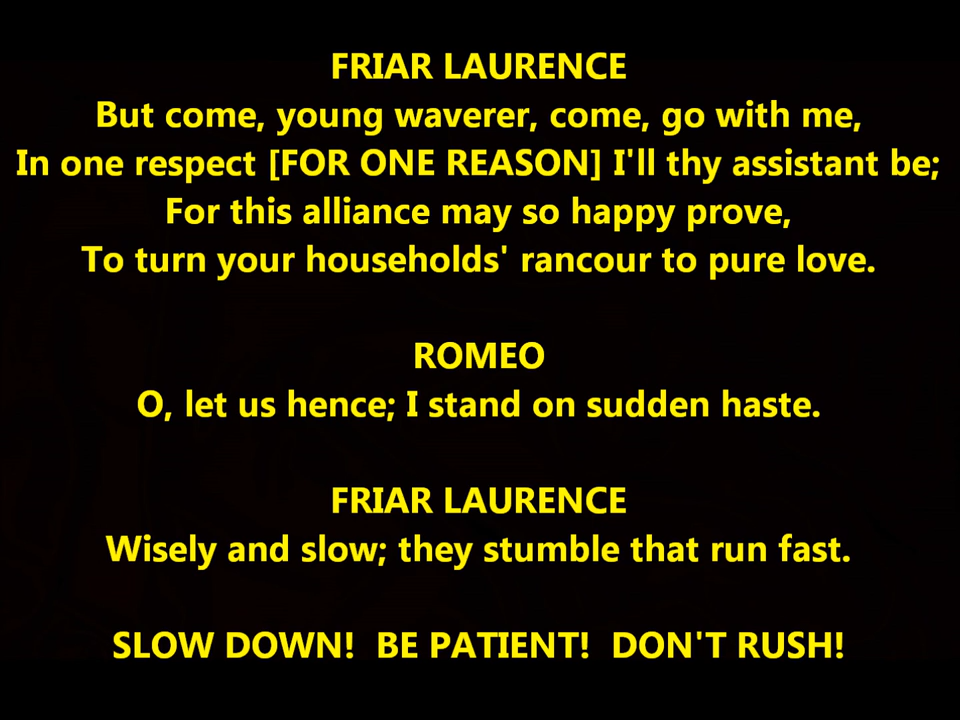 FRIAR LAURENCE
But come, young waverer, come, go with me,
In one respect [FOR ONE REASON] I'll thy assistant be;
For this alliance may so happy prove,
To turn your households' rancour to pure love.
ROMEO
O, let us hence; I stand on sudden haste.
FRIAR LAURENCE
Wisely and slow; they stumble that run fast.
SLOW DOWN!  BE PATIENT!  DON'T RUSH!